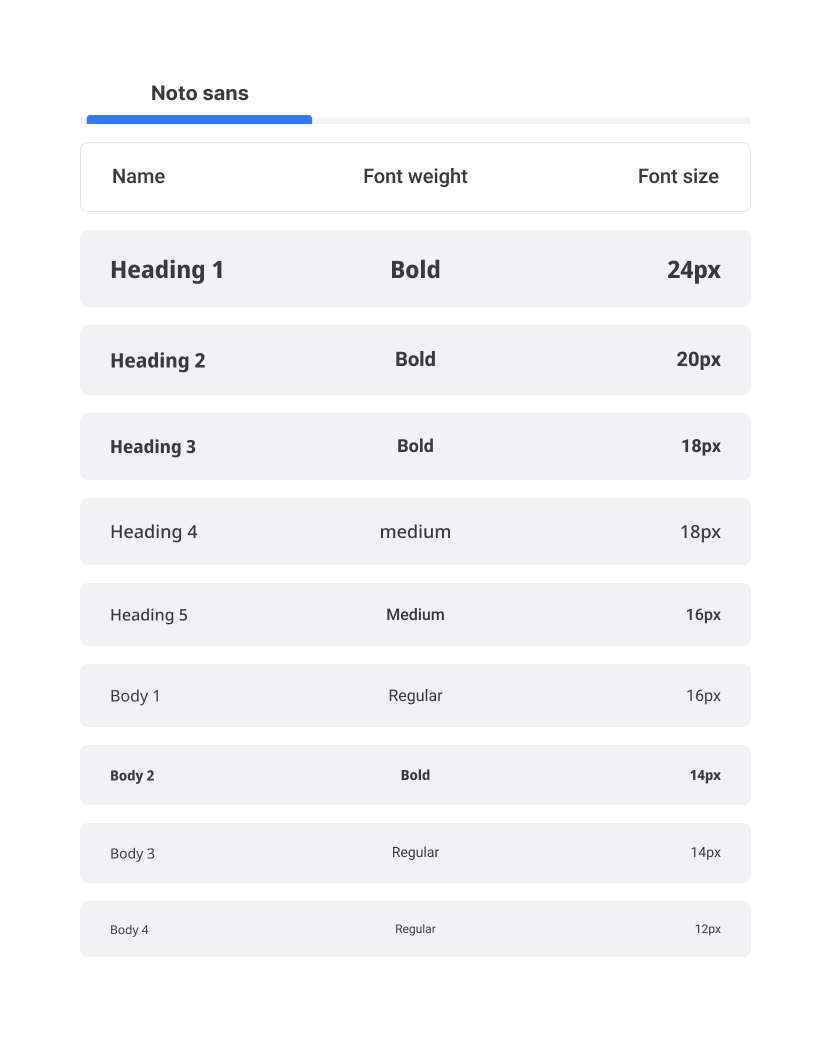 Noto sans
Name Font weight Font size
Heading 1 Bold 24px
Heading 2 Bold 20px
Heading 3 Bold 18px
Heading 4 medium 18px
Heading 5 Medium 16px
Body 1 Regular 16px
Body 2 Bold 14px
Body 3 Regular 14px
Body 4 Regular 12px